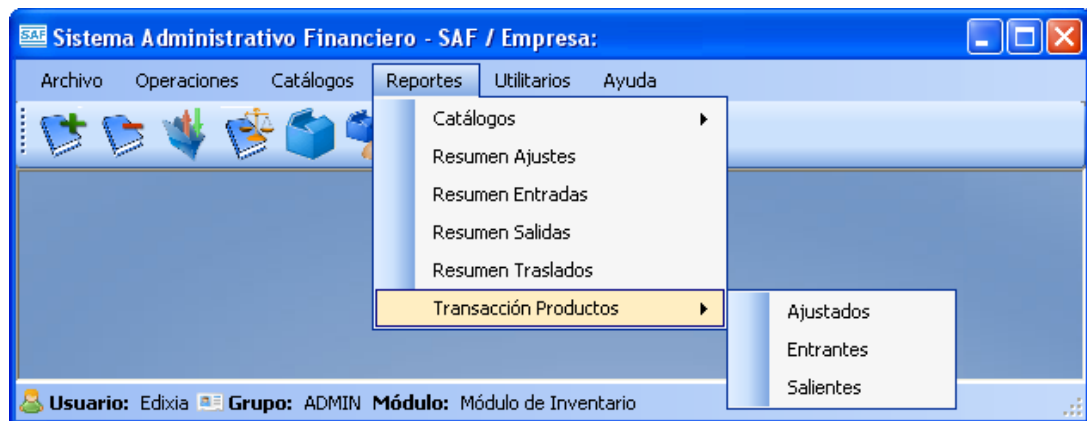 SAF Sistema Administrativo Financiero - SAF / Empresa:
Archivo Operaciones Catálogos Reportes Utilitarios Ayuda
Catálogos
Resumen Ajustes
Resumen Entradas
Resumen Salidas
Resumen Traslados
Transacción Productos
Ajustados
Entrantes
Salientes
Usuario: Edixia Grupo: ADMIN Módulo: Módulo de Inventario